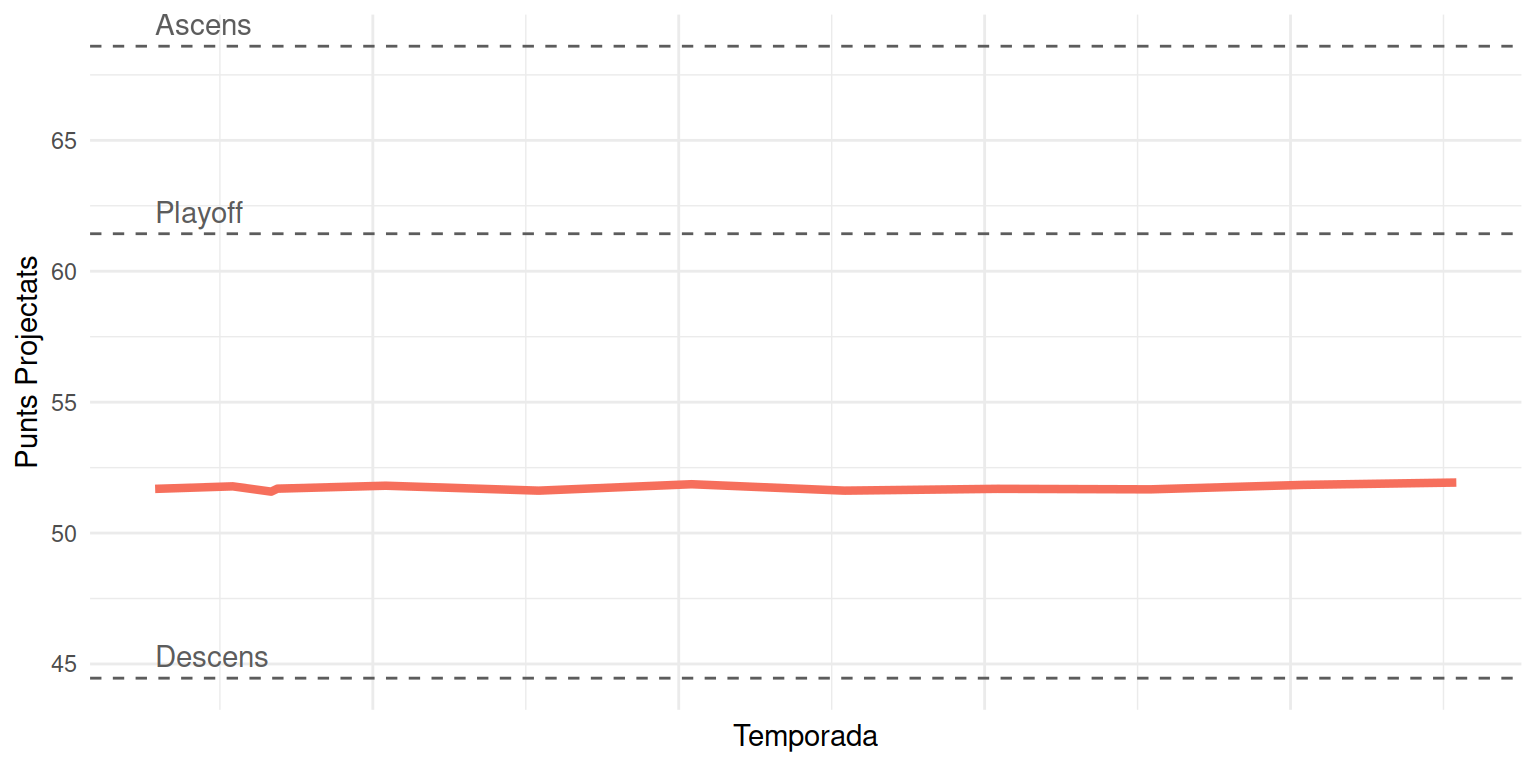 Ascens
65
Playoff
60
Punts Projectats
55
50
Descens
45
Temporada